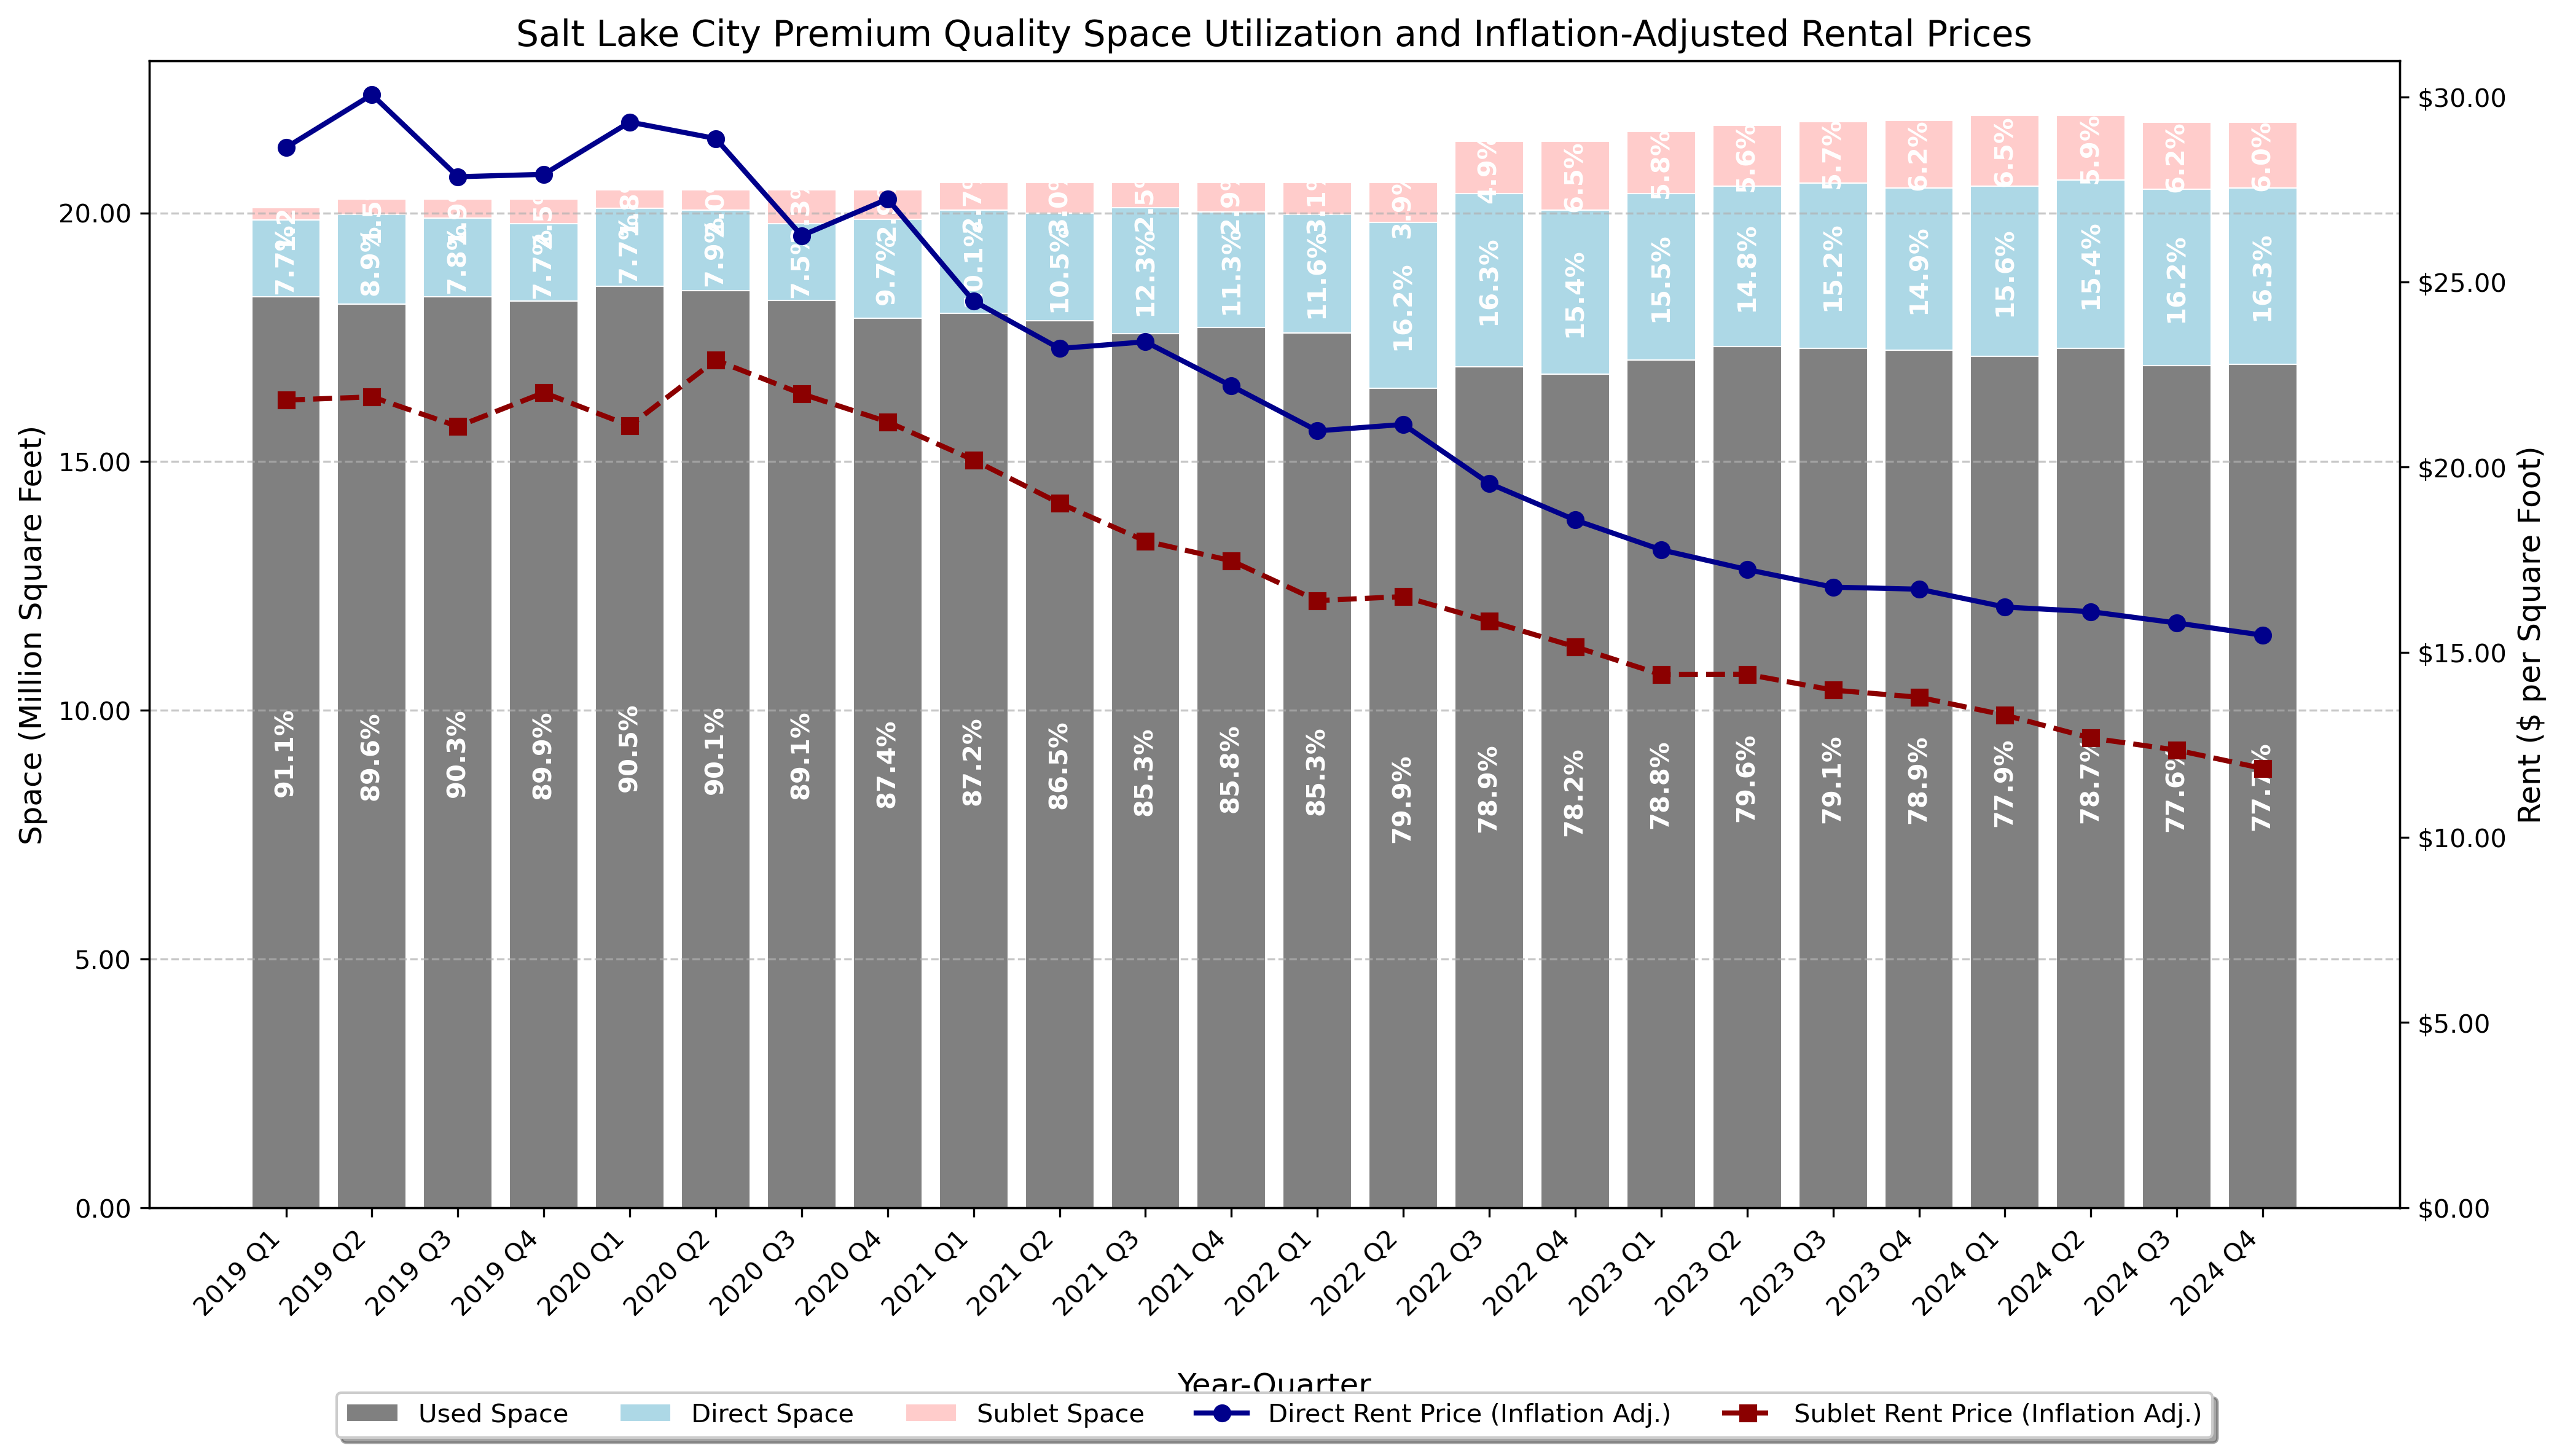 Salt Lake City Premium Quality Space Utilization and Inflation-Adjusted Rental Prices
Space (Million Square Feet)
20.00
15.00
10.00
5.00
0.00
$30.00
$25.00
$20.00
$15.00
$10.00
$5.00
$0.00
Rent ($ per Square Foot)
4.9% 6.5% 5.8% 5.6% 5.7% 6.2% 6.5% 5.9% 6.2% 6.0%
3.9%
7.7% 8.9% 7.8% 7.7% 7.7% 7.9% 7.5% 9.7% 10.5% 12.3% 11.3% 11.6% 16.2% 16.3% 15.4% 15.5% 14.8% 15.2% 14.9% 15.6% 15.4% 16.2% 16.3%
91.1% 89.6% 90.3% 89.9% 90.5% 90.1% 89.1% 87.4% 87.2% 86.5% 85.3% 85.8% 85.3% 79.9% 78.9% 78.2% 78.8% 79.6% 79.1% 78.9% 77.9% 78.7% 77.6% 77.7%
2019 Q1
2019 Q2
2019 Q3
2019 Q4
2020 Q1
2020 Q2
2020 Q3
2020 Q4
2021 Q1
2021 Q2
2021 Q3
2021 Q4
2022 Q1
2022 Q2
2022 Q3
2022 Q4
2023 Q1
2023 Q2
2023 Q3
2023 Q4
2024 Q1
2024 Q2
2024 Q3
2024 Q4
Year-Quarter
Used Space
Direct Space
Sublet Space
Direct Rent Price (Inflation Adj.)
Sublet Rent Price (Inflation Adj.)